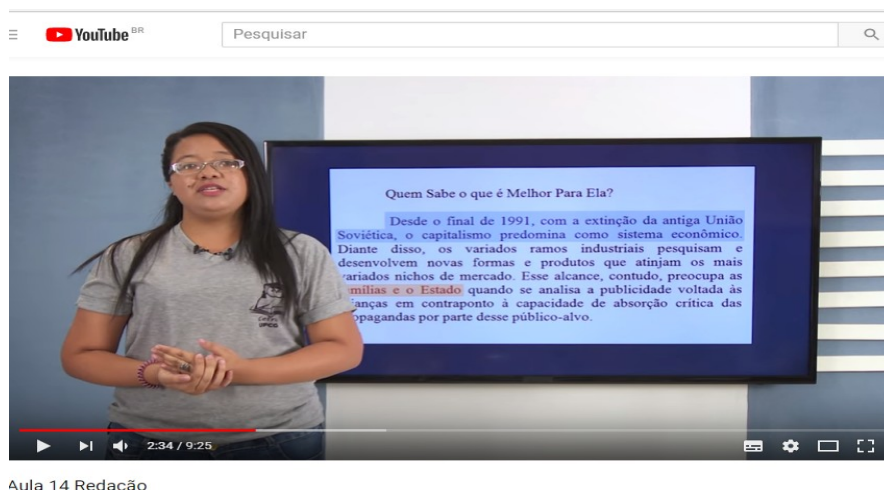 YouTube BR
Pesquisar
Quem Sabe o que é Melhor Para Ela?
Desde o final de 1991, com a extinção da antiga União
Soviética, o capitalismo predomina como sistema econômico.
Diante disso, os variados ramos industriais pesquisam e
desenvolvem novas formas e produtos que atinjam os mais
variados nichos de mercado. Esse alcance, contudo, preocupa as
e o Estado quando se analisa a publicidade voltada às
em contraponto à capacidade de absorção crítica das
por parte desse público-alvo.
UFCG
2:34 / 9:25
Aula 14 Redação